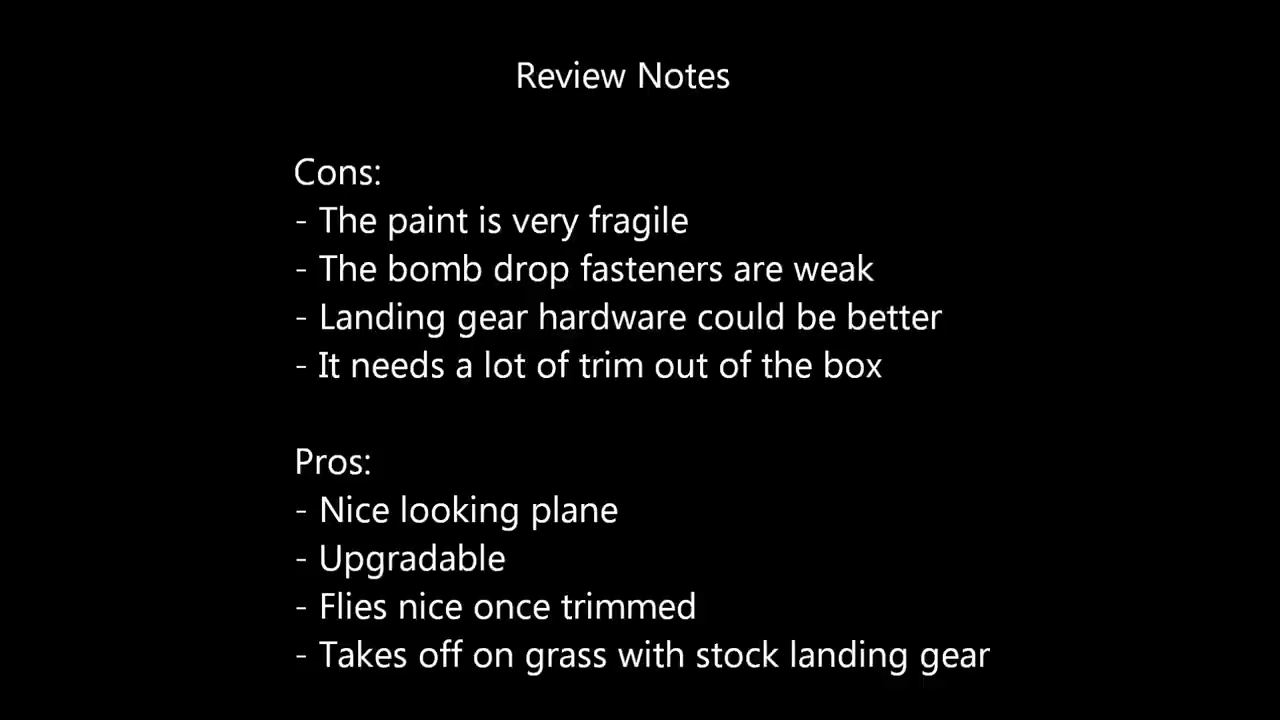 Review Notes
Cons:
- The paint is very fragile
- The bomb drop fasteners are weak
- Landing gear hardware could be better
- It needs a lot of trim out of the box
Pros:
- Nice looking plane
- Upgradable
- Flies nice once trimmed
- Takes off on grass with stock landing gear